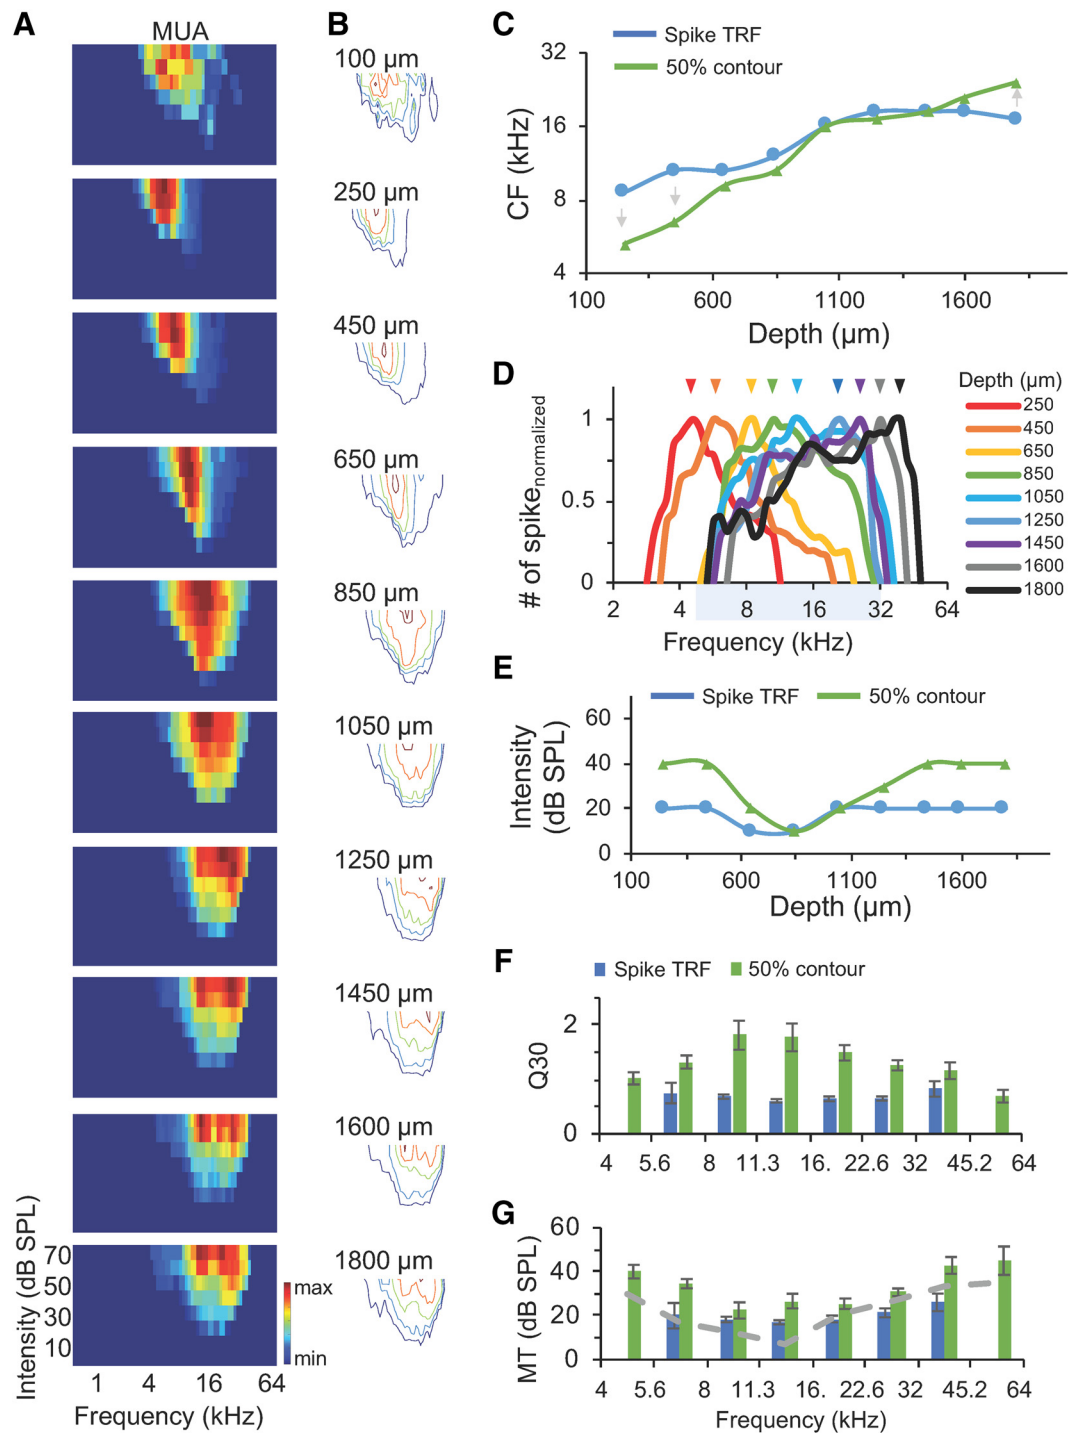 A
MUA
70
50
30
10
Intensity (dB SPL)
max
min
1 4 16 64
Frequency (kHz)
B
100 µm
250 µm
450 µm
650 µm
850 µm
1050 µm
1250 µm
1450 µm
1600 µm
1800 µm
C
Spike TRF
50% contour
32
16
8
4
CF (kHz)
100 600 1100 1600
Depth (µm)
D
Depth (µm)
250
450
650
850
1050
1250
1450
1600
1800
1
0.5
0
# of spikenormalized
2 4 8 16 32 64
Frequency (kHz)
E
Spike TRF 50% contour
60
40
20
0
Intensity
(dB SPL)
100 600 1100 1600
Depth (µm)
F
Spike TRF 50% contour
2
0
Q30
4 5.6 8 11.3 16. 22.6 32 45.2 64
G
60
40
20
0
MT (dB SPL)
4 5.6 8 11.3 16. 22.6 32 45.2 64
Frequency (kHz)